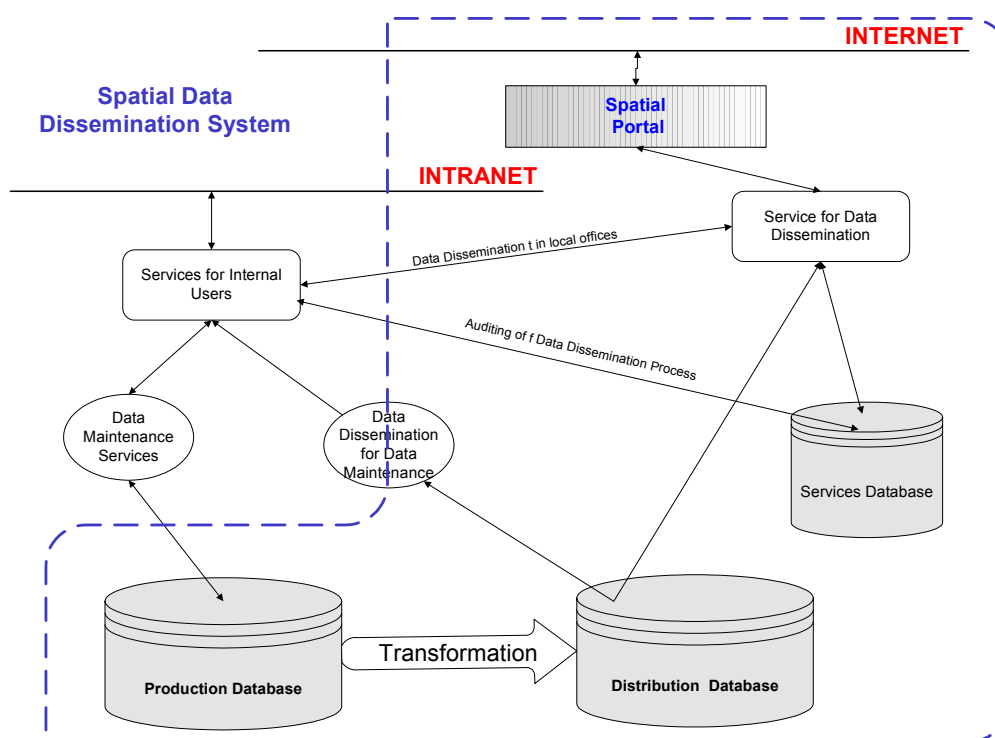 INTERNET
Spatial Data
Dissemination System
Spatial
Portal
INTRANET
Service for Data
Dissemination
Data Dissemination t in local offices
Services for Internal
Users
Auditing of f Data Dissemination Process
Data
Maintenance
Services
Data
Dissemination
for Data
Maintenance
Services Database
Transformation
Production Database
Distribution Database